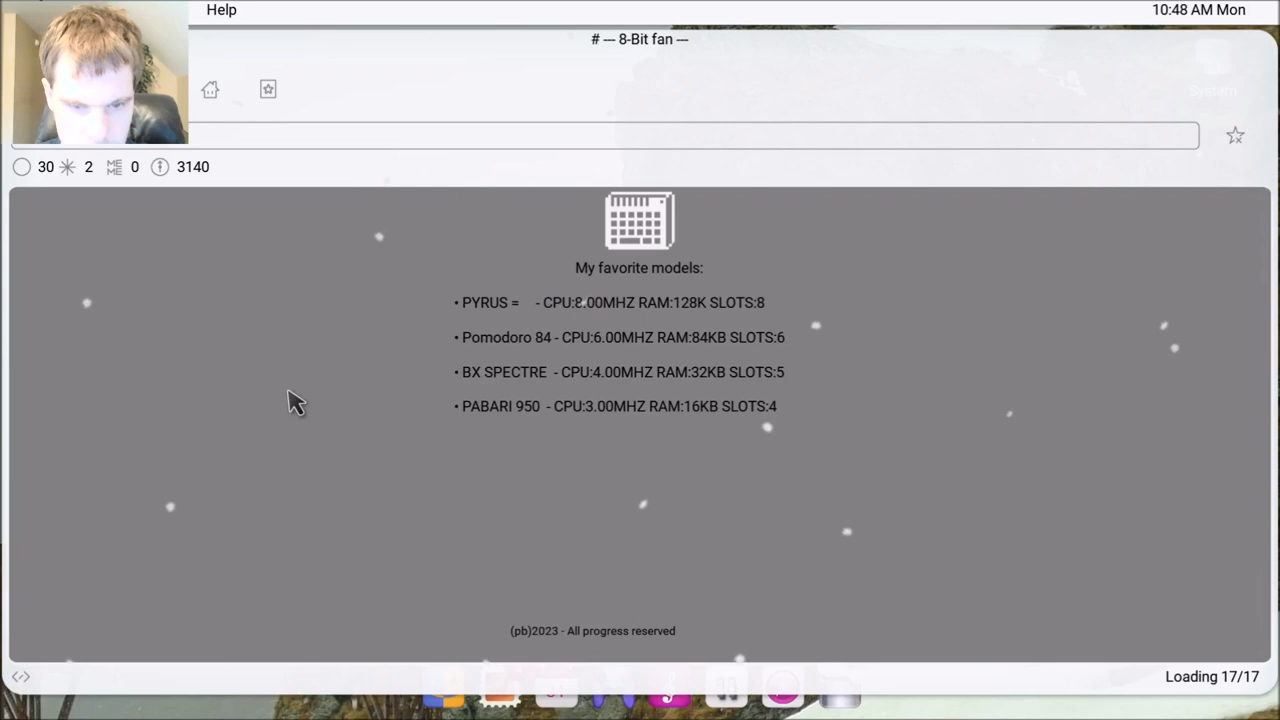 Help
10:48 AM Mon
# --- 8-Bit fan ---
System
30 2 0 3140
My favorite models:
• PYRUS = - CPU:8.00MHZ RAM:128K SLOTS:8
• Pomodoro 84 - CPU:6.00MHZ RAM:84KB SLOTS:6
• BX SPECTRE - CPU:4.00MHZ RAM:32KB SLOTS:5
• PABARI 950 - CPU:3.00MHZ RAM:16KB SLOTS:4
(pb)2023 - All progress reserved
Loading 17/17